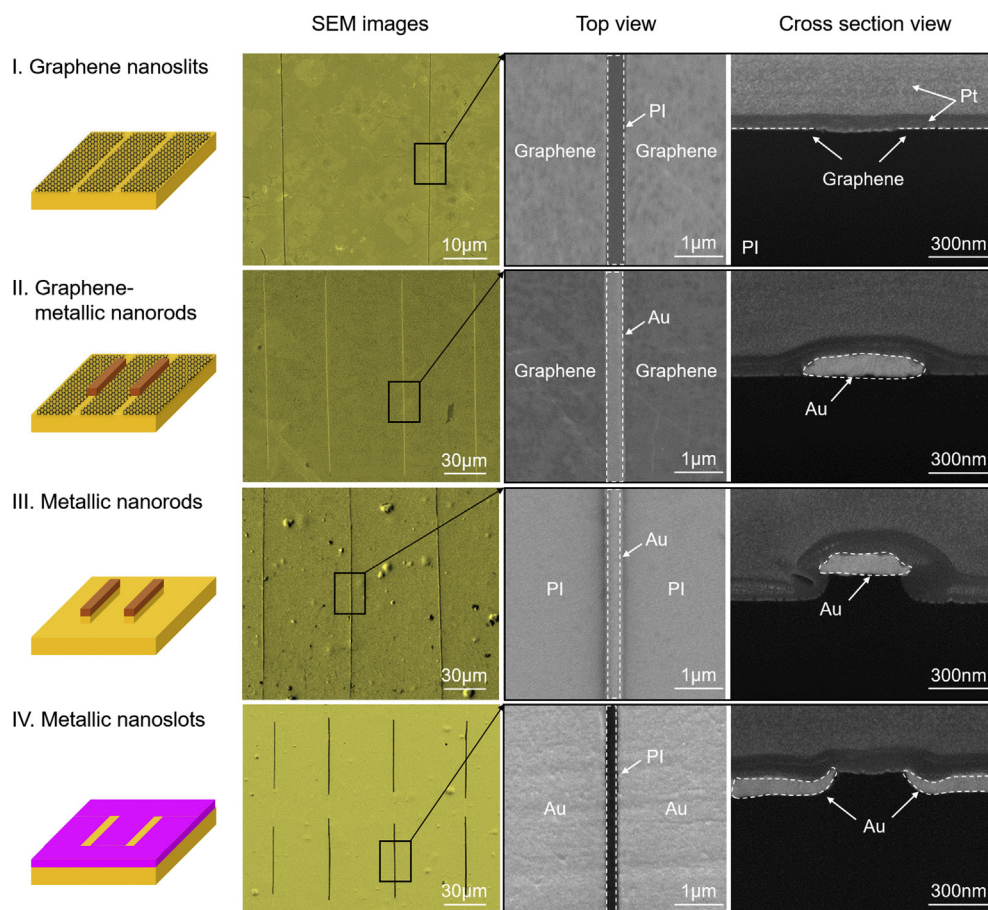 SEM images
Top view
Cross section view
I. Graphene nanoslits
10µm
PI
Graphene
Graphene
1µm
Pt
Graphene
PI
300nm
II. Graphene-
metallic nanorods
30µm
Au
Graphene
Graphene
1µm
Au
300nm
III. Metallic nanorods
30µm
Au
PI
PI
1µm
Au
300nm
IV. Metallic nanoslots
30µm
PI
Au
Au
1µm
Au
300nm